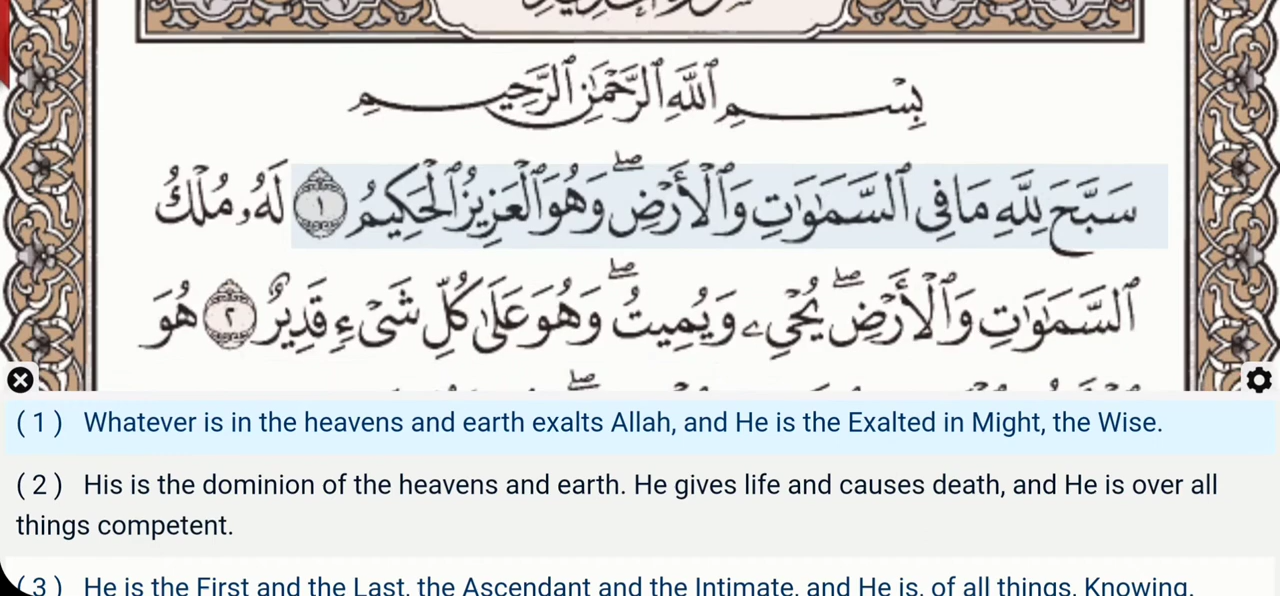 بِسْمِ ٱللَّهِ ٱلرَّحْمَٰنِ ٱلرَّحِيمِ
سَبَّحَ لِلَّهِ مَا فِى ٱلسَّمَٰوَٰتِ وَٱلْأَرْضِ ۖ وَهُوَ ٱلْعَزِيزُ ٱلْحَكِيمُ ١ لَهُۥ مُلْكُ
ٱلسَّمَٰوَٰتِ وَٱلْأَرْضِ ۖ يُحْىِۦ وَيُمِيتُ ۖ وَهُوَ عَلَىٰ كُلِّ شَىْءٍ قَدِيرٌ ٢ هُوَ
( 1 ) Whatever is in the heavens and earth exalts Allah, and He is the Exalted in Might, the Wise.
( 2 ) His is the dominion of the heavens and earth. He gives life and causes death, and He is over all
things competent.
( 3 ) He is the First and the Last, the Ascendant and the Intimate, and He is, of all things, Knowing.